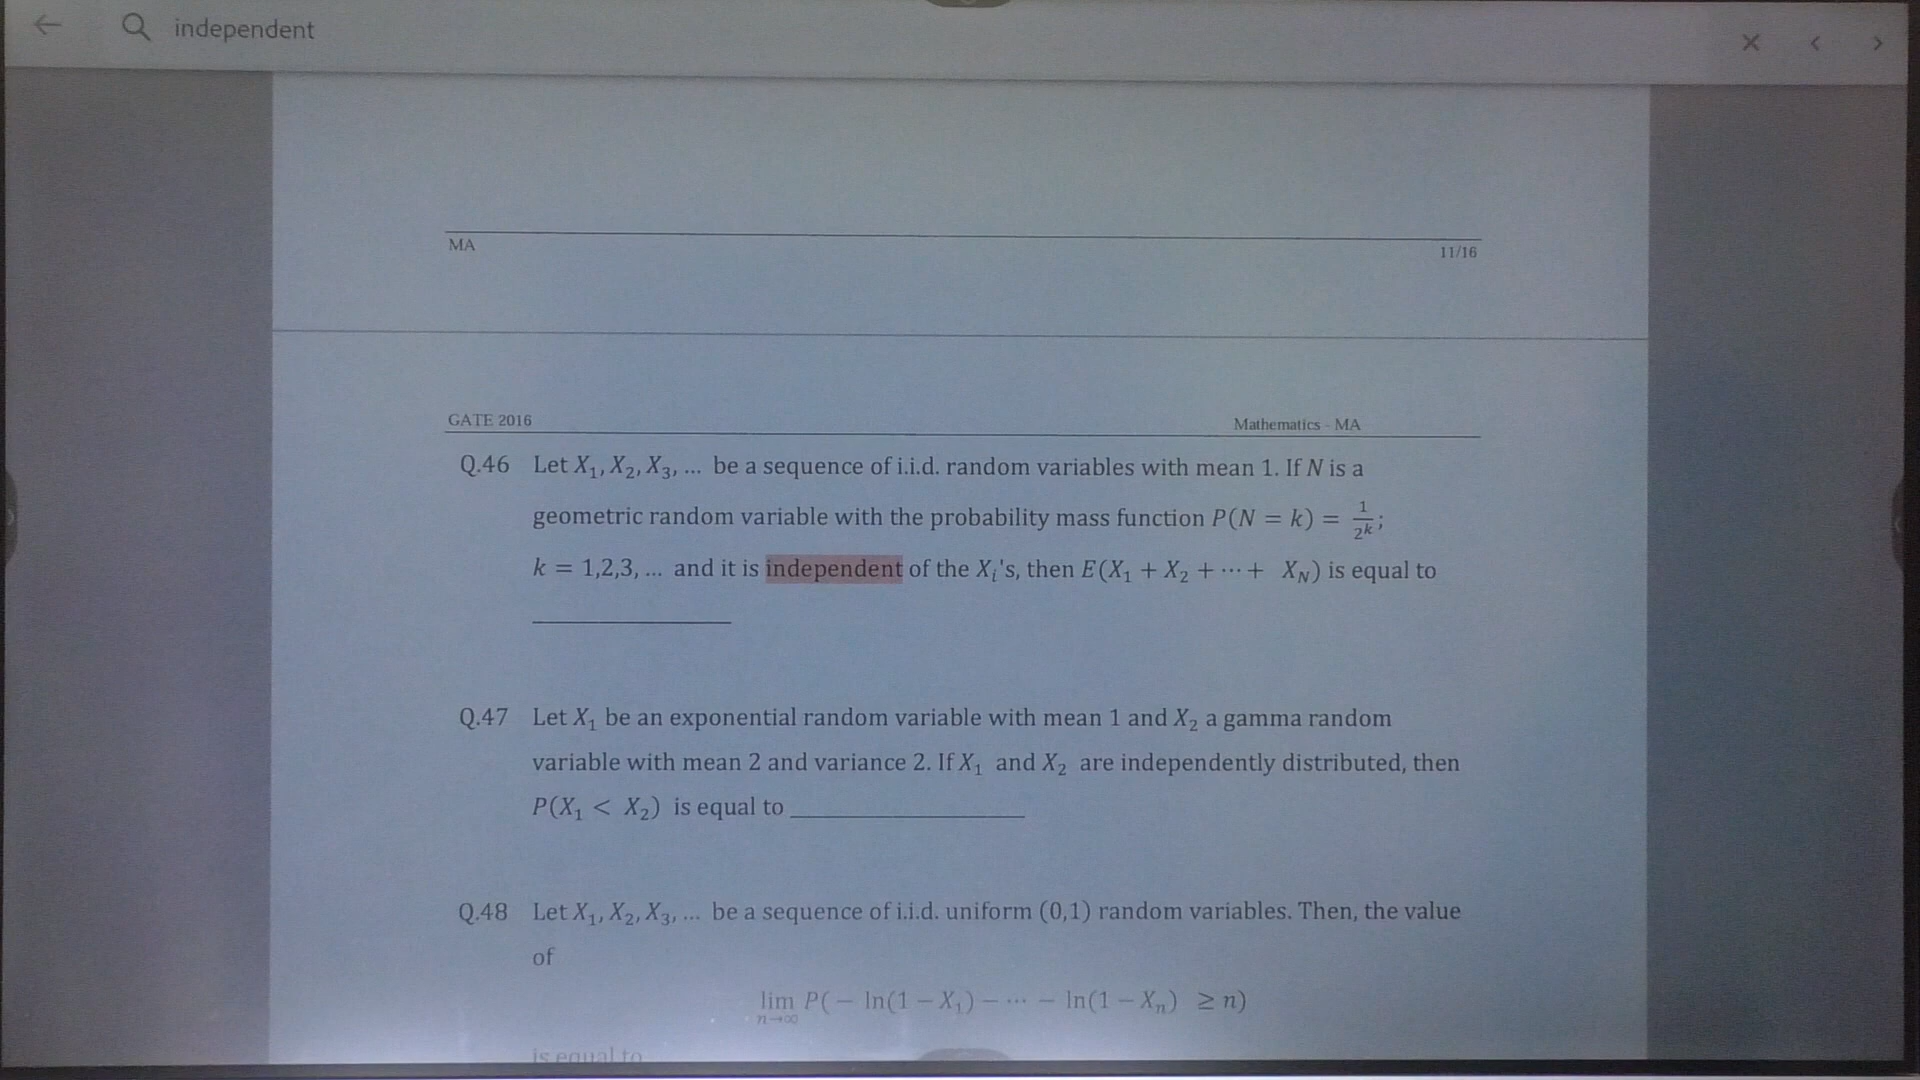 independent
MA
11/16
GATE 2016
Mathematics - MA
Q.46 Let X₁, X₂, X₃, ... be a sequence of i.i.d. random variables with mean 1. If N is a
geometric random variable with the probability mass function P(N = k) = 1/2ᵏ;
k = 1,2,3, ... and it is independent of the Xᵢ's, then E(X₁ + X₂ + ⋯ + X_N) is equal to
Q.47 Let X₁ be an exponential random variable with mean 1 and X₂ a gamma random
variable with mean 2 and variance 2. If X₁ and X₂ are independently distributed, then
P(X₁ < X₂) is equal to
Q.48 Let X₁, X₂, X₃, ... be a sequence of i.i.d. uniform (0,1) random variables. Then, the value
of
lim n→∞ P(− ln(1 − X₁) − ⋯ − ln(1 − Xₙ) ≥ n)
is equal to